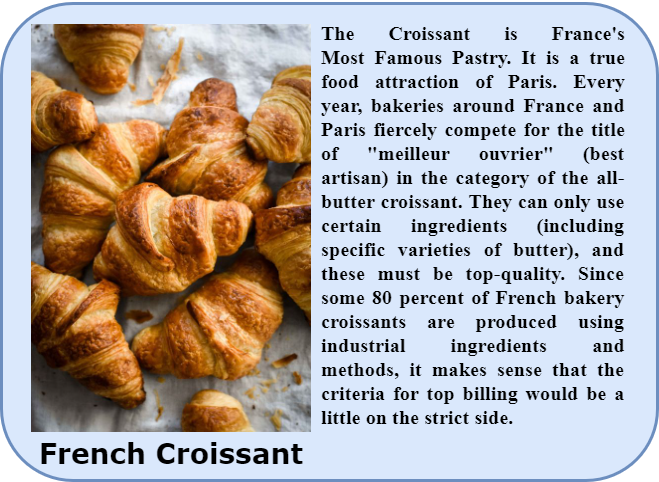 The Croissant is France's
Most Famous Pastry. It is a true
food attraction of Paris. Every
year, bakeries around France and
Paris fiercely compete for the title
of "meilleur ouvrier" (best
artisan) in the category of the all-
butter croissant. They can only use
certain ingredients (including
specific varieties of butter), and
these must be top-quality. Since
some 80 percent of French bakery
croissants are produced using
industrial ingredients and
methods, it makes sense that the
criteria for top billing would be a
little on the strict side.
French Croissant